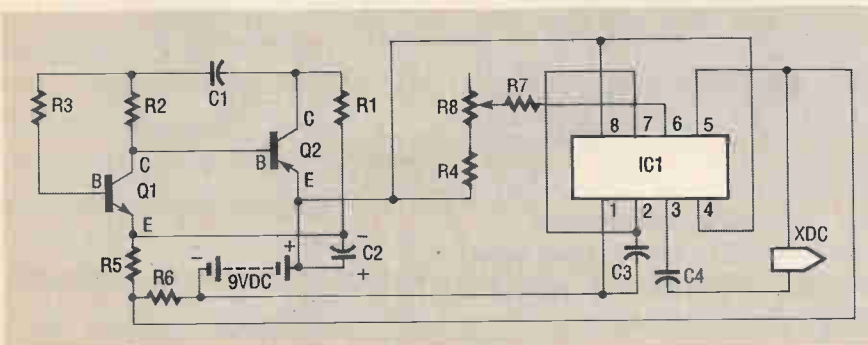 R3
R2
C1
R1
C
Q2
B
E
C
B
Q1
E
R5
R6
-
9VDC
+
-
C2
+
R8
R7
R4
8 7 6 5
IC1
1 2 3 4
C3
C4
XDC